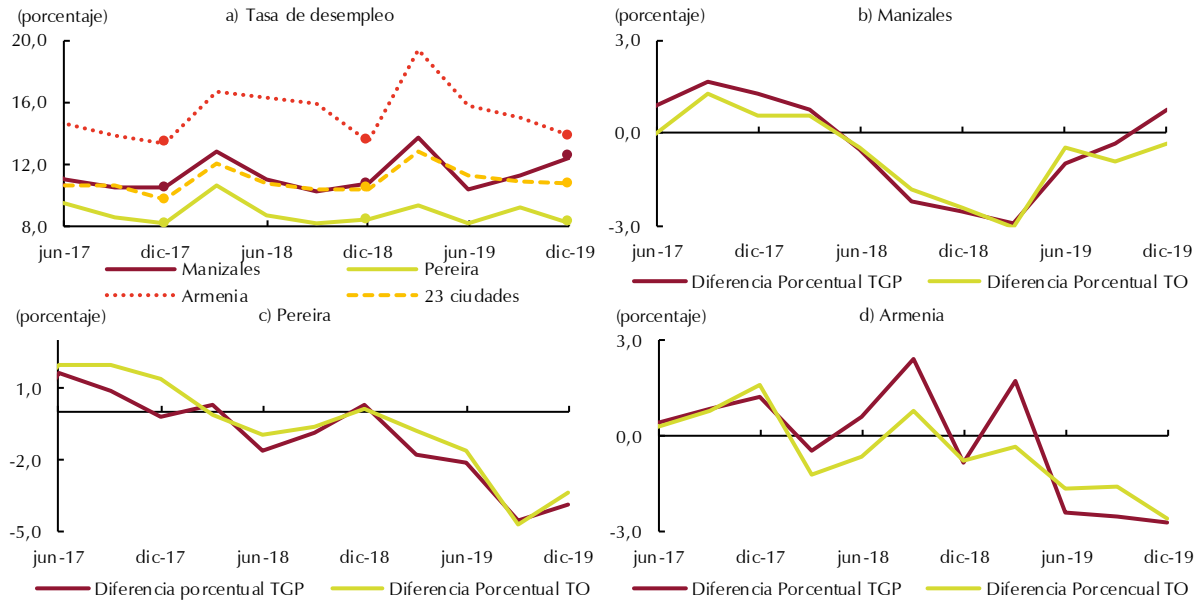 (porcentaje)
a) Tasa de desempleo
20,0
16,0
12,0
8,0
jun-17
dic-17
jun-18
dic-18
jun-19
dic-19
Manizales
Pereira
Armenia
23 ciudades
(porcentaje)
b) Manizales
3,0
0,0
-3,0
jun-17
dic-17
jun-18
dic-18
jun-19
dic-19
Diferencia Porcentual TGP
Diferencia Porcentual TO
(porcentaje)
c) Pereira
1,0
-2,0
-5,0
jun-17
dic-17
jun-18
dic-18
jun-19
dic-19
Diferencia porcentual TGP
Diferencia Porcentual TO
(porcentaje)
d) Armenia
3,0
0,0
-3,0
jun-17
dic-17
jun-18
dic-18
jun-19
dic-19
Diferencia Porcentual TGP
Diferencia Porcencual TO